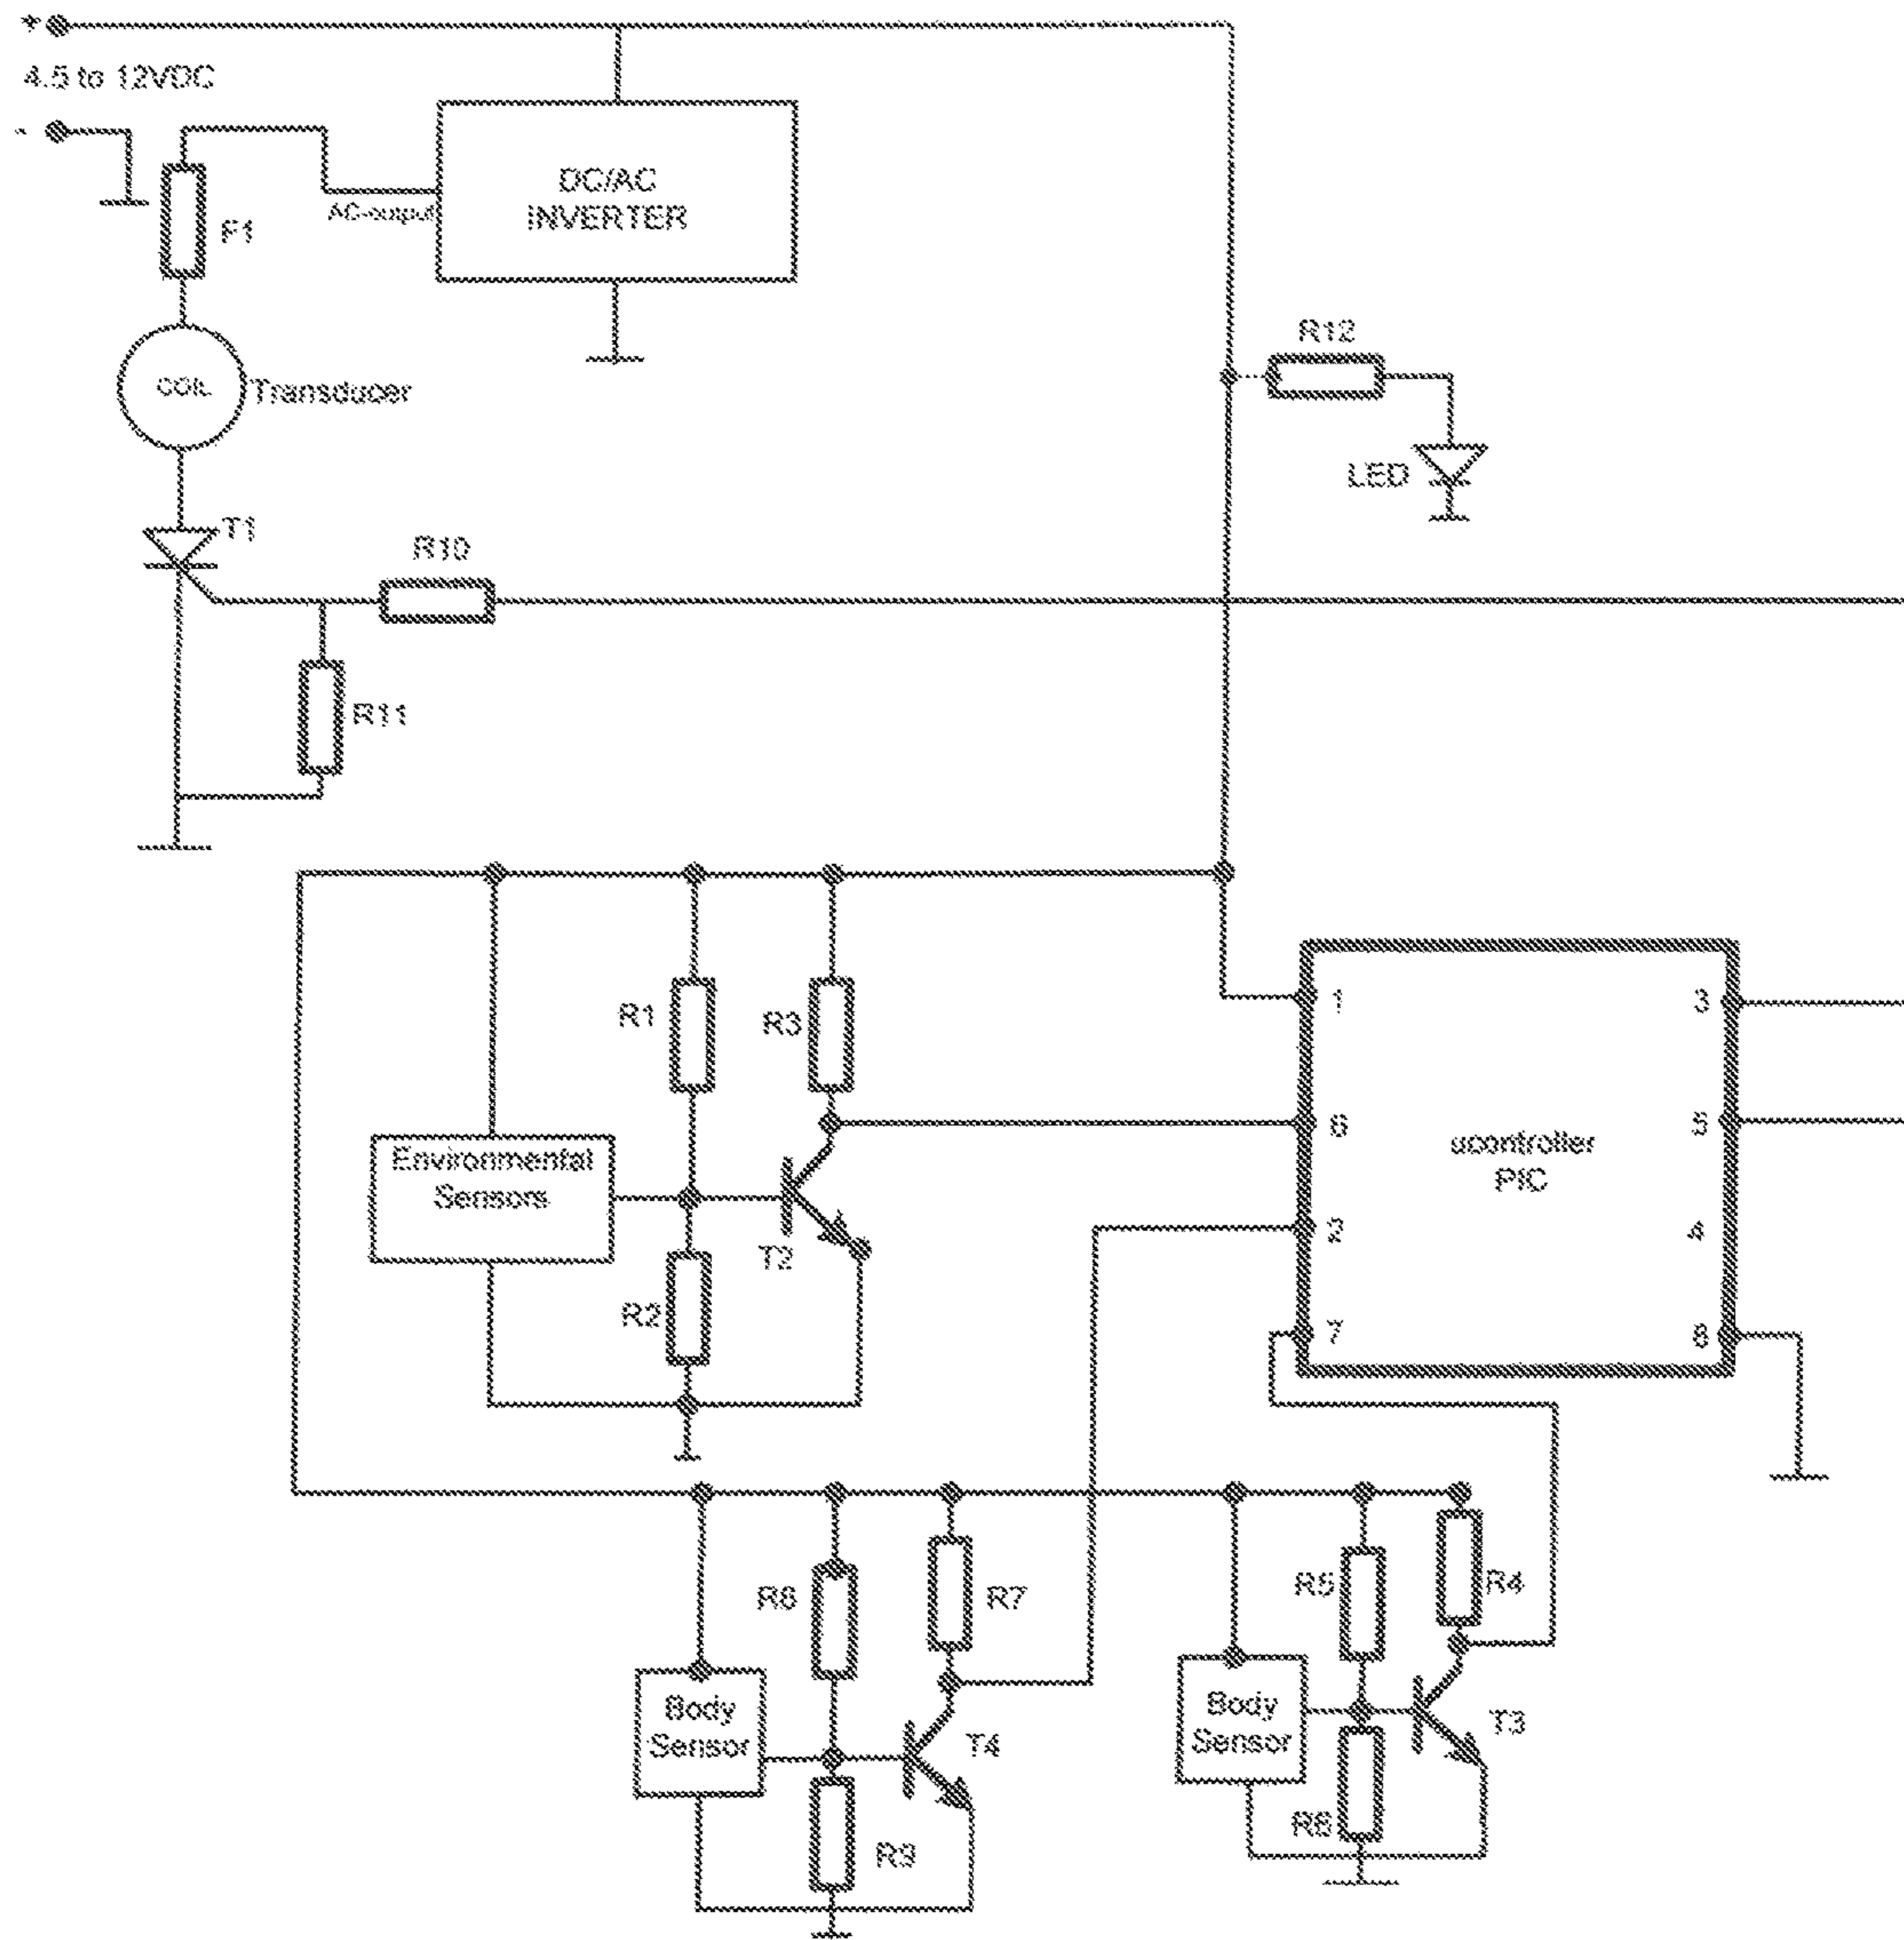 +
4.5 to 12VDC
-
DC/AC
INVERTER
AC-output
F1
COIL
Transducer
R12
LED
T1
R10
R11
R1
R3
1
3
6
5
ucontroller
PIC
Environmental
Sensors
2
4
T2
R2
7
8
R5
R4
R7
Body
Sensor
Body
Sensor
T3
T4
R9